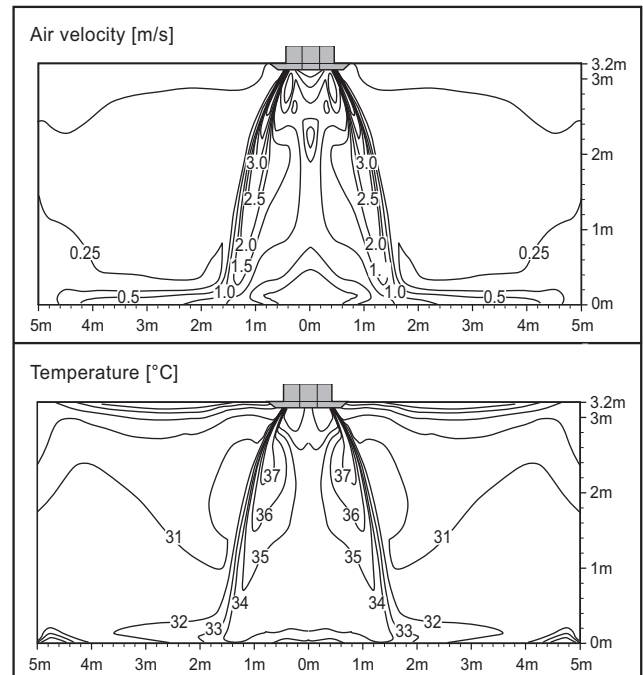 Air velocity [m/s]
3.2m
3m
3.0 3.0 2m
2.5 2.5
1m
0.25 2.0 2.0 0.25
1.5 1.
0.5 1.0 1.0 0.5 0m
5m 4m 3m 2m 1m 0m 1m 2m 3m 4m 5m
Temperature [°C]
3.2m
3m
37 37
2m
36 36
31 35 35 31
1m
34 34
32 33 33 32
0m
5m 4m 3m 2m 1m 0m 1m 2m 3m 4m 5m